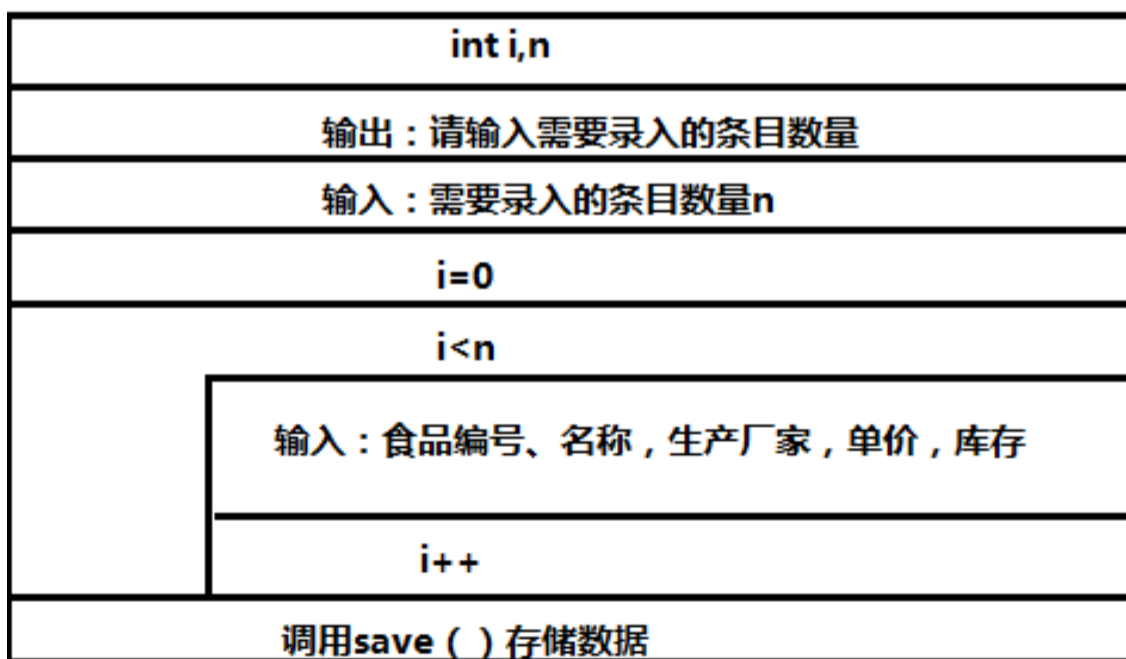 int i,n
输出：请输入需要录入的条目数量
输入：需要录入的条目数量n
i=0
i<n
输入：食品编号、名称，生产厂家，单价，库存
i++
调用save（ ）存储数据